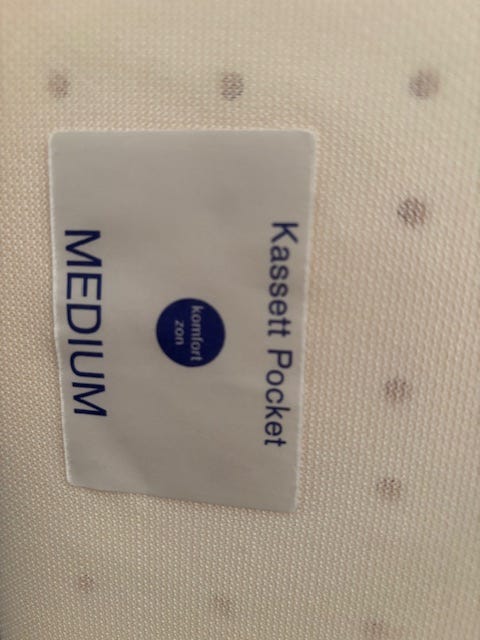 Kassett Pocket
komfort
zon
MEDIUM